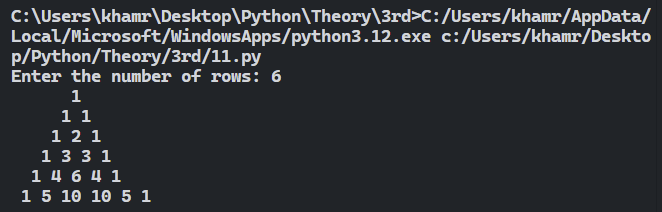 C:\Users\khamr\Desktop\Python\Theory\3rd>C:/Users/khamr/AppData/
Local/Microsoft/WindowsApps/python3.12.exe c:/Users/khamr/Deskto
p/Python/Theory/3rd/11.py
Enter the number of rows: 6
      1
     1 1
    1 2 1
   1 3 3 1
  1 4 6 4 1
 1 5 10 10 5 1